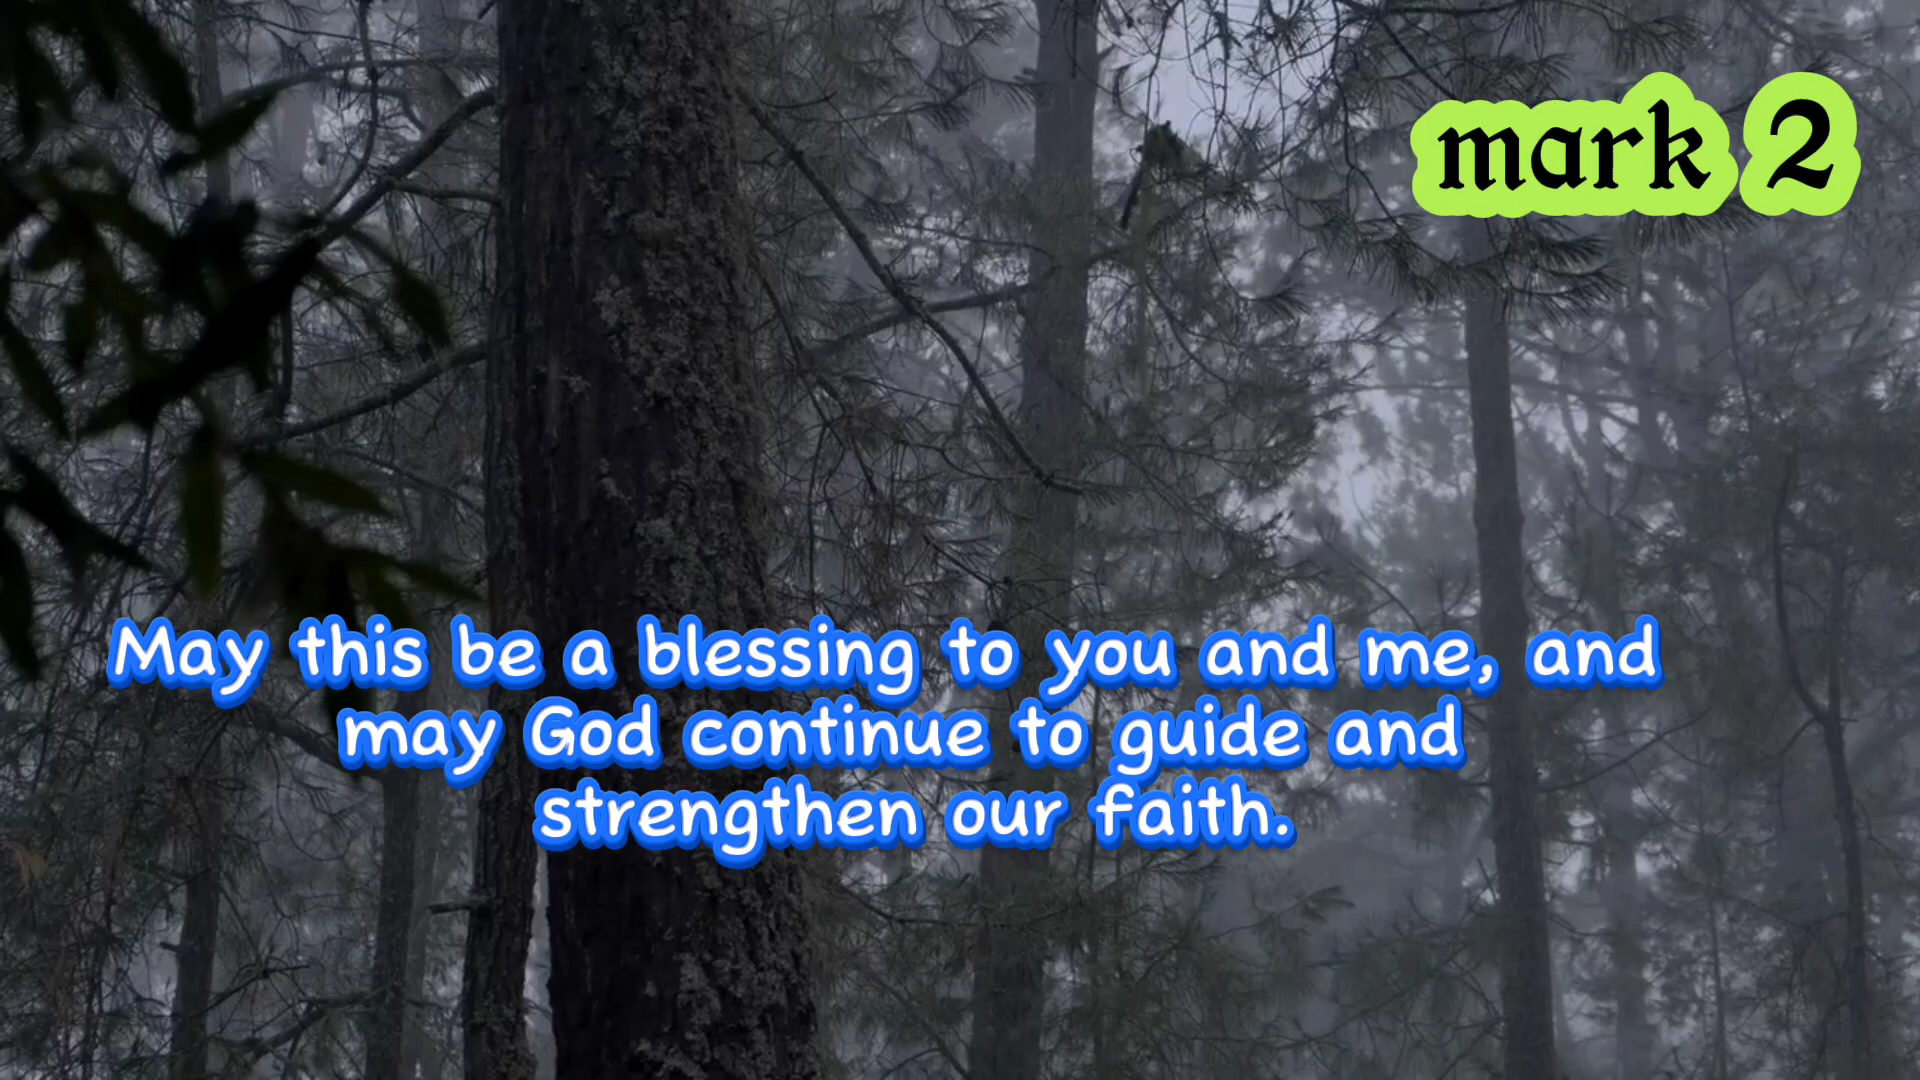 mark 2
May this be a blessing to you and me, and
may God continue to guide and
strengthen our faith.